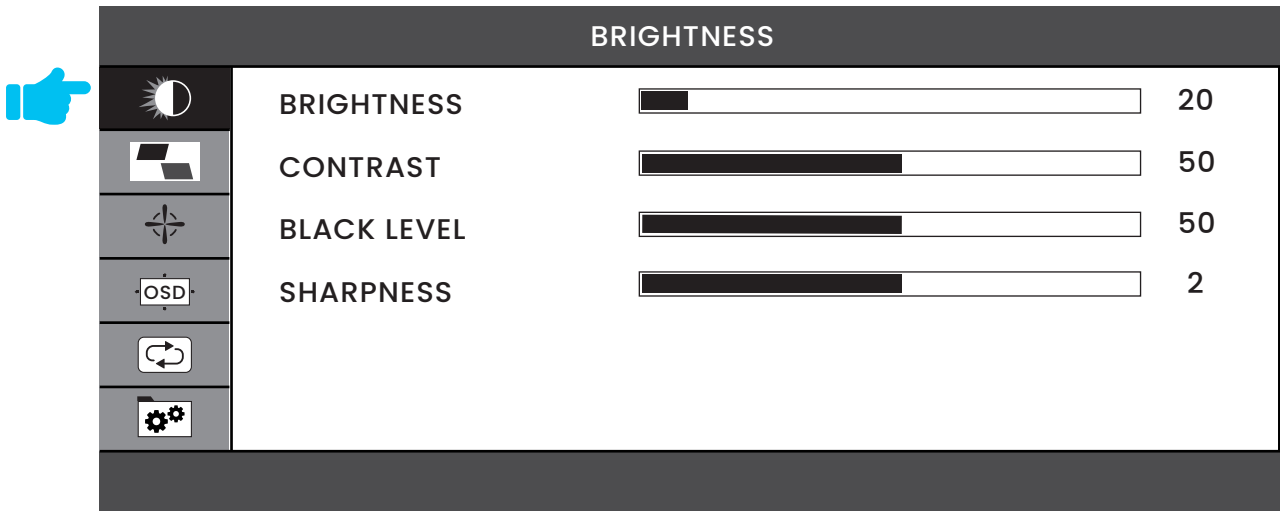 BRIGHTNESS
BRIGHTNESS 20
CONTRAST 50
BLACK LEVEL 50
OSD
SHARPNESS 2